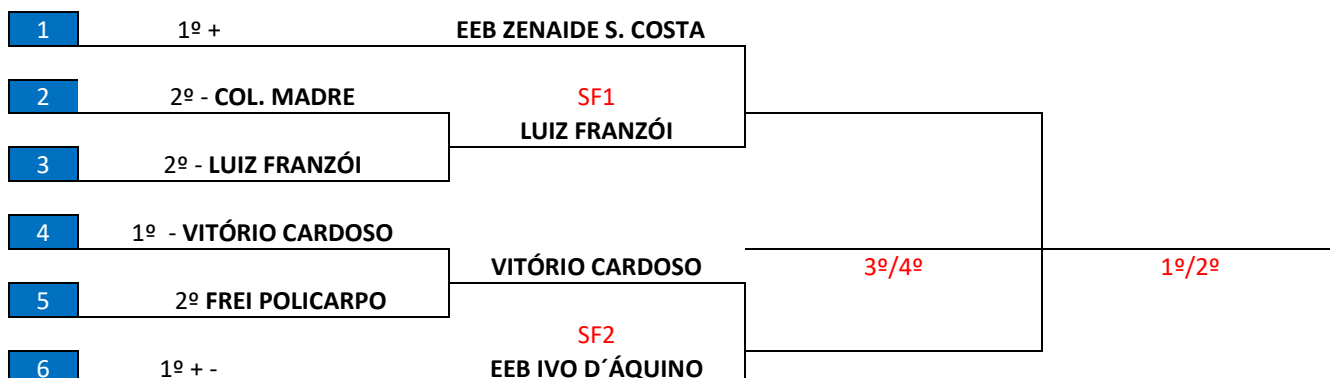 1 1º + EEB ZENAIDE S. COSTA
2 2º - COL. MADRE SF1
LUIZ FRANZÓI
3 2º - LUIZ FRANZÓI
4 1º - VITÓRIO CARDOSO
VITÓRIO CARDOSO 3º/4º 1º/2º
5 2º FREI POLICARPO
SF2
6 1º + - EEB IVO D´ÁQUINO